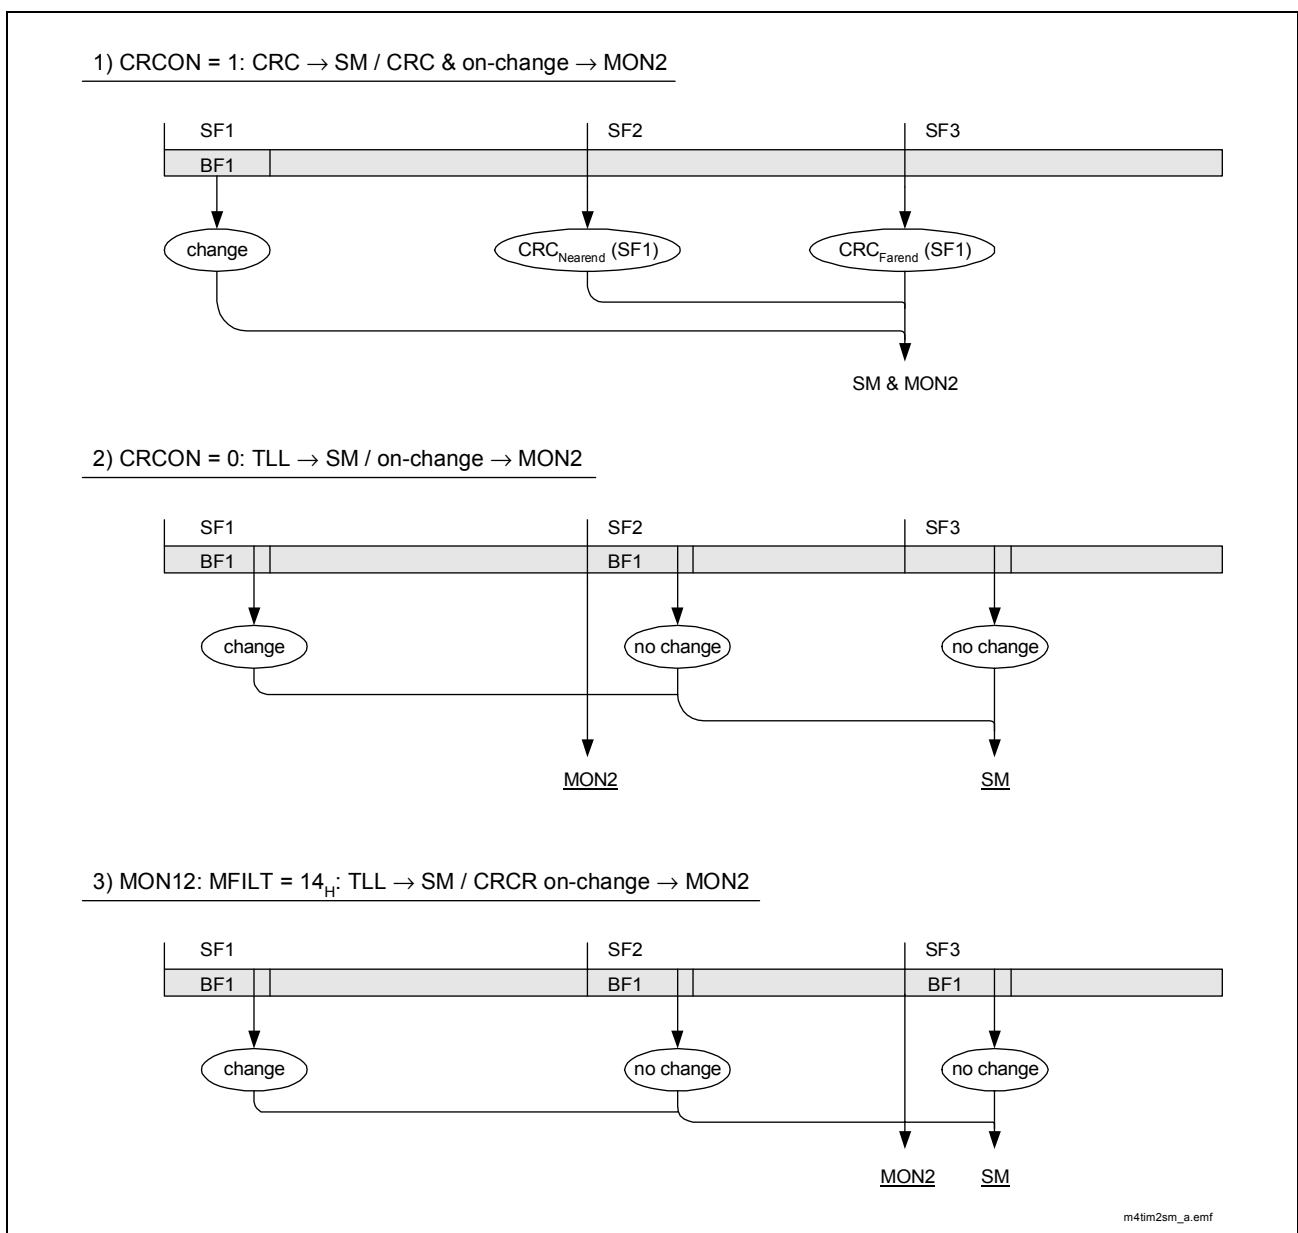 1) CRCON = 1: CRC → SM / CRC & on-change → MON2
SF1 SF2 SF3
BF1
change CRCNearend (SF1) CRCFarend (SF1)
SM & MON2
2) CRCON = 0: TLL → SM / on-change → MON2
SF1 SF2 SF3
BF1 BF1
change no change no change
MON2 SM
3) MON12: MFILT = 14H: TLL → SM / CRCR on-change → MON2
SF1 SF2 SF3
BF1 BF1 BF1
change no change no change
MON2 SM
m4tim2sm_a.emf